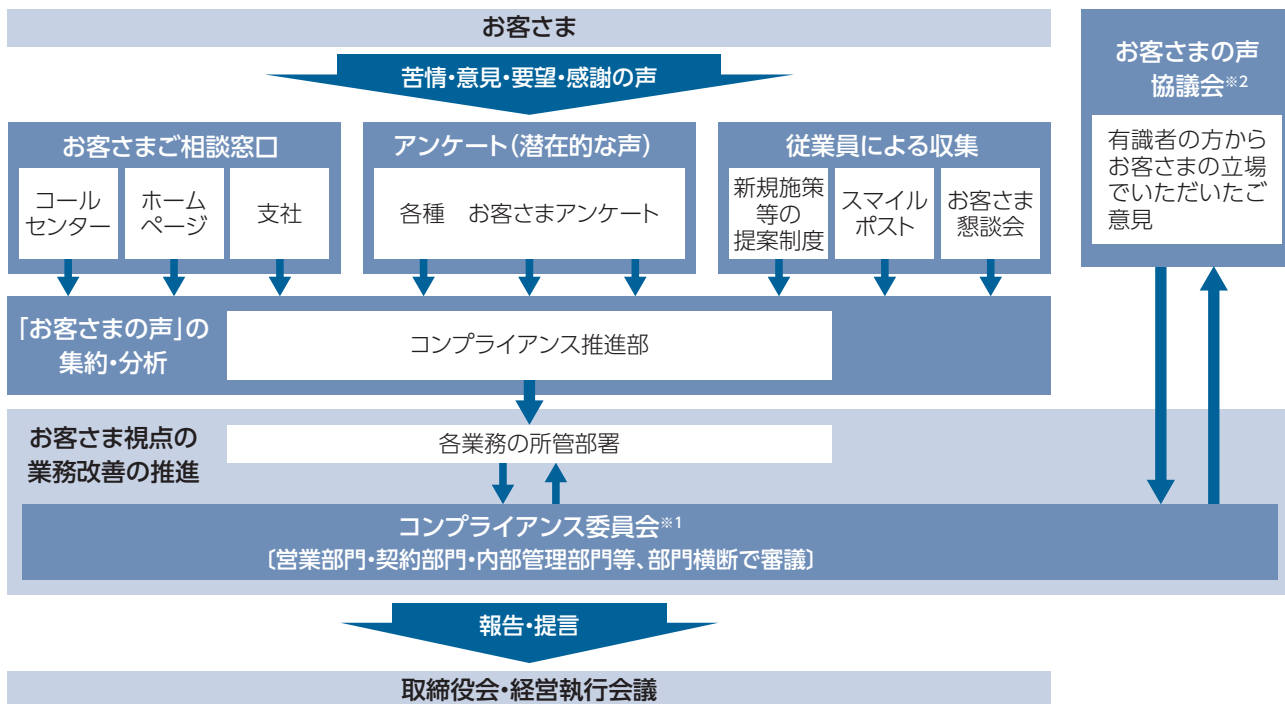 お客さま
苦情・意見・要望・感謝の声
お客さまご相談窓口
コール
センター
ホーム
ページ
支社
アンケート（潜在的な声）
各種　お客さまアンケート
従業員による収集
新規施策
等の
提案制度
スマイル
ポスト
お客さま
懇談会
お客さまの声
協議会※2
有識者の方から
お客さまの立場
でいただいたご
意見
「お客さまの声」の
集約・分析
コンプライアンス推進部
お客さま視点の
業務改善の推進
各業務の所管部署
コンプライアンス委員会※1
〔営業部門・契約部門・内部管理部門等、部門横断で審議〕
報告・提言
取締役会・経営執行会議